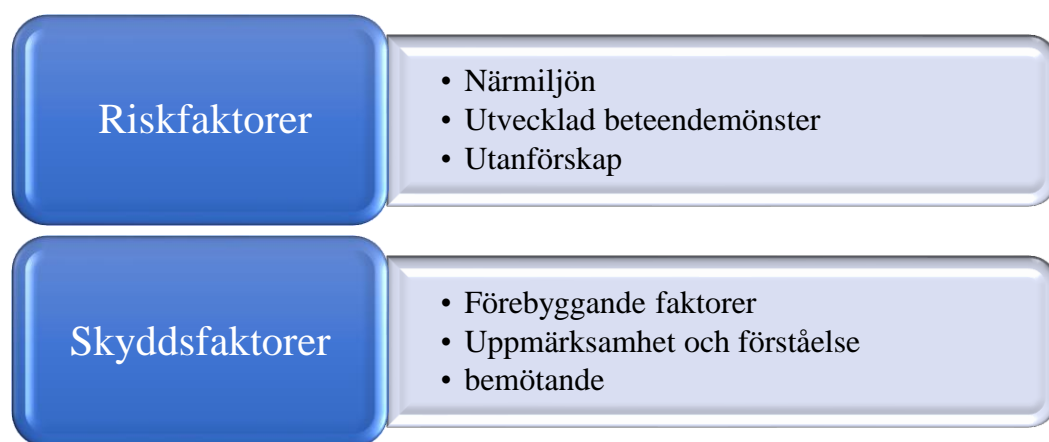 Riskfaktorer
• Närmiljön
• Utvecklad beteendemönster
• Utanförskap
Skyddsfaktorer
• Förebyggande faktorer
• Uppmärksamhet och förståelse
• bemötande